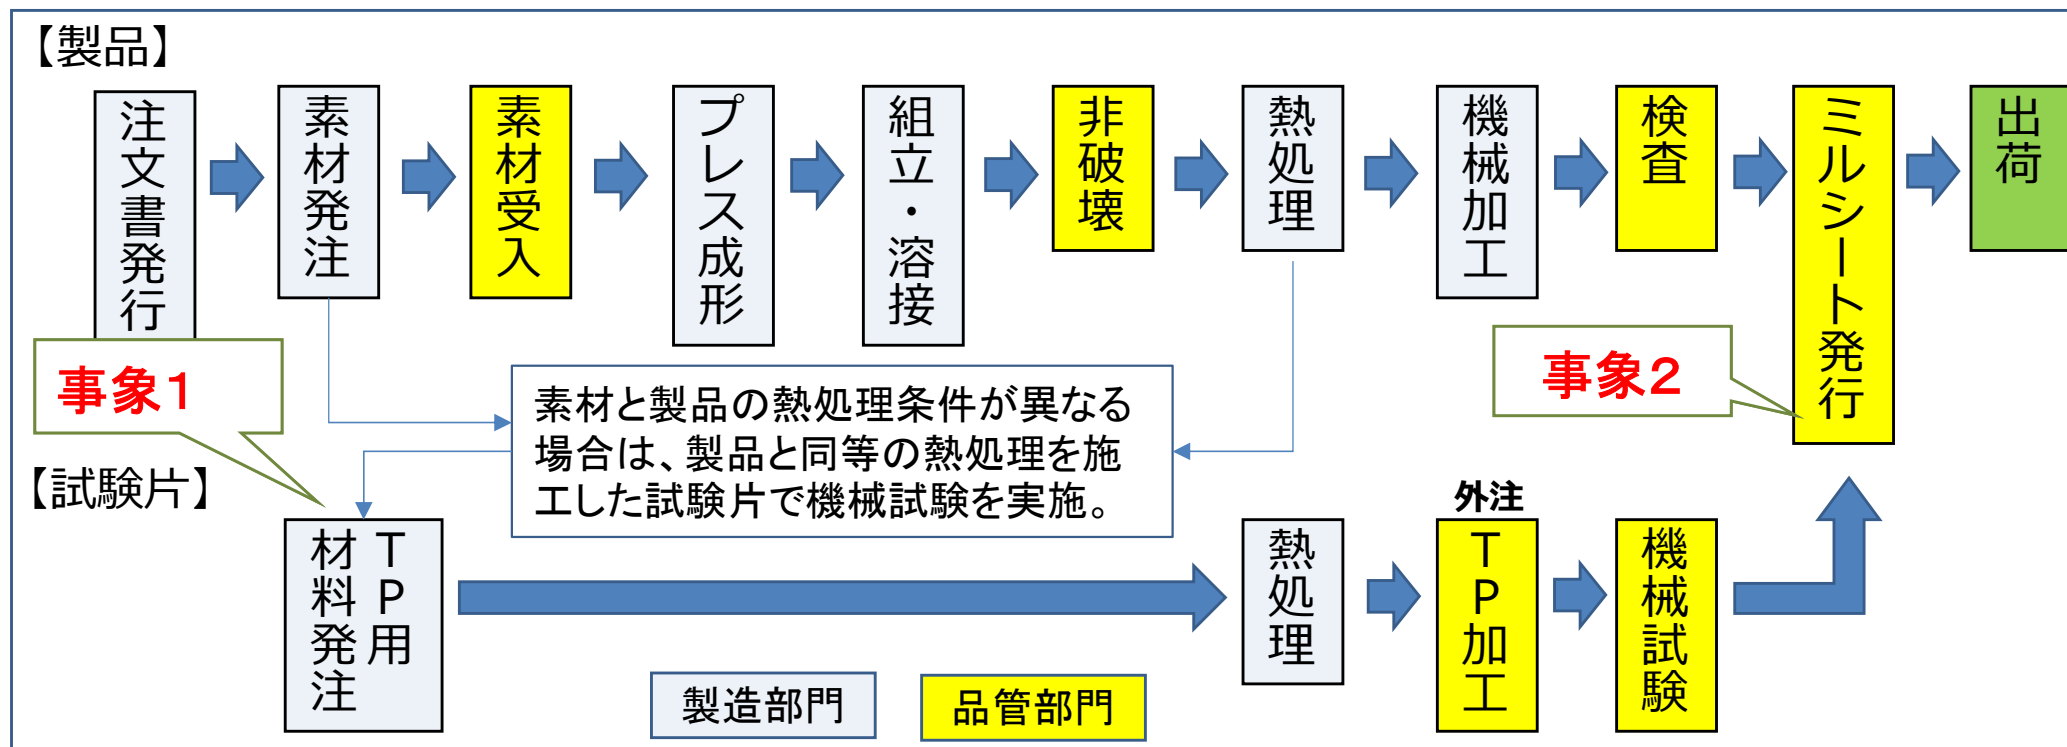 【製品】
注文書発行
素材発注
素材受入
プレス成形
組立・溶接
非破壊
熱処理
機械加工
検査
ミルシート発行
出荷
事象１
事象２
素材と製品の熱処理条件が異なる
場合は、製品と同等の熱処理を施
工した試験片で機械試験を実施。
【試験片】
ＴＰ用
材料発注
熱処理
外注
ＴＰ加工
機械試験
製造部門
品管部門